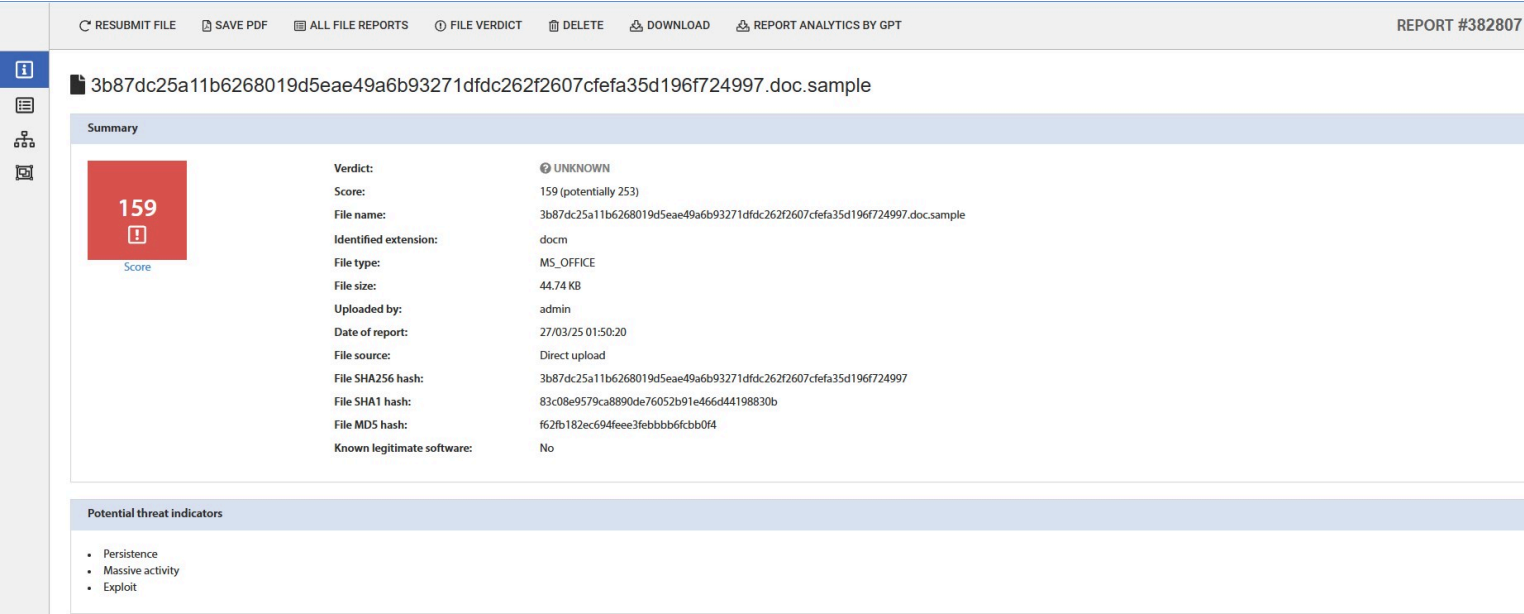 RESUBMIT FILE SAVE PDF ALL FILE REPORTS FILE VERDICT DELETE DOWNLOAD REPORT ANALYTICS BY GPT REPORT #382807
3b87dc25a11b6268019d5eae49a6b93271dfdc262f2607cfefa35d196f724997.doc.sample
Summary
159
Score
Verdict: UNKNOWN
Score: 159 (potentially 253)
File name: 3b87dc25a11b6268019d5eae49a6b93271dfdc262f2607cfefa35d196f724997.doc.sample
Identified extension: docm
File type: MS_OFFICE
File size: 44.74 KB
Uploaded by: admin
Date of report: 27/03/25 01:50:20
File source: Direct upload
File SHA256 hash: 3b87dc25a11b6268019d5eae49a6b93271dfdc262f2607cfefa35d196f724997
File SHA1 hash: 83c08e9579ca8890de76052b91e466d44198830b
File MD5 hash: f62fb182ec694feee3febbbb6fcbb0f4
Known legitimate software: No
Potential threat indicators
• Persistence
• Massive activity
• Exploit